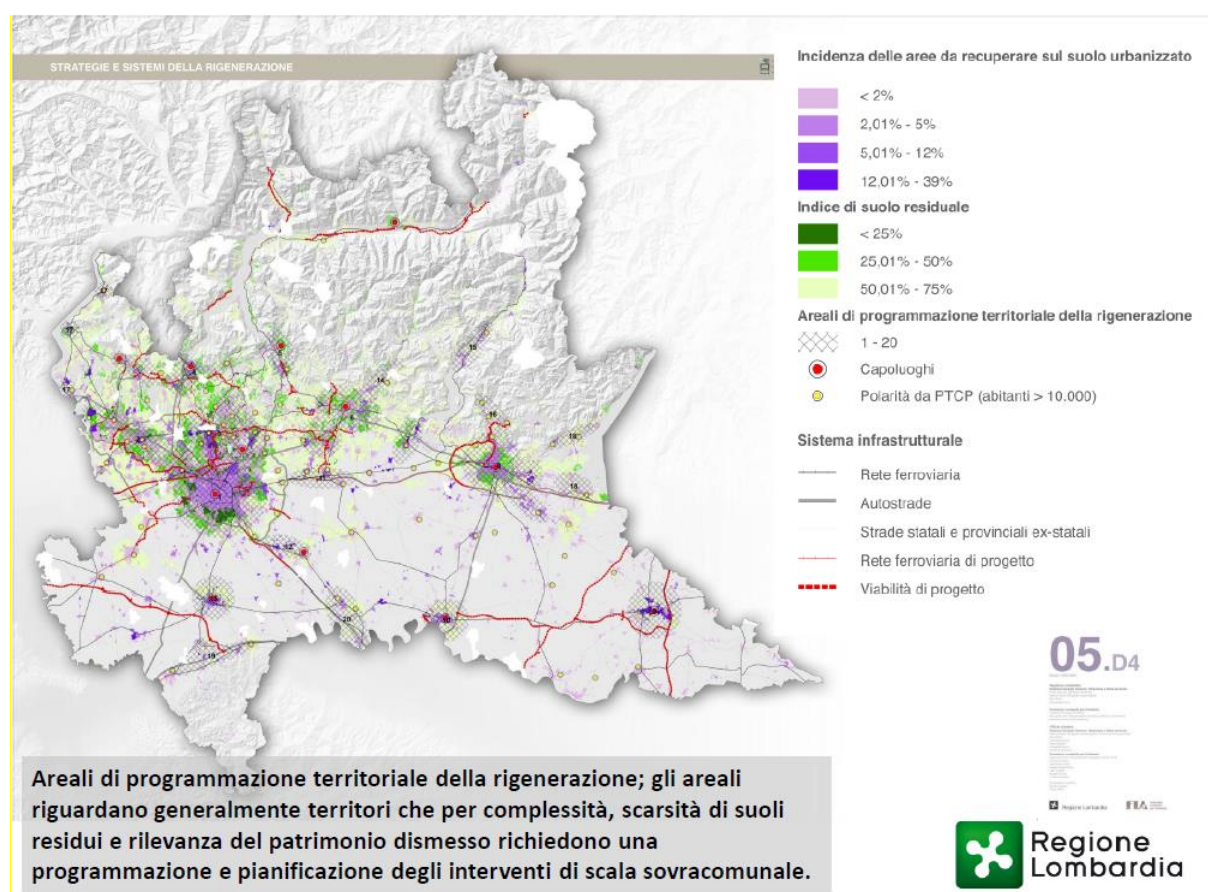 STRATEGIE E SISTEMI DELLA RIGENERAZIONE
Incidenza delle aree da recuperare sul suolo urbanizzato
< 2%
2,01% - 5%
5,01% - 12%
12,01% - 39%
Indice di suolo residuale
< 25%
25,01% - 50%
50,01% - 75%
Areali di programmazione territoriale della rigenerazione
1 - 20
Capoluoghi
Polarità da PTCP (abitanti > 10.000)
Sistema infrastrutturale
Rete ferroviaria
Autostrade
Strade statali e provinciali ex-statali
Rete ferroviaria di progetto
Viabilità di progetto
05.D4
Regione Lombardia
Areali di programmazione territoriale della rigenerazione; gli areali
riguardano generalmente territori che per complessità, scarsità di suoli
residui e rilevanza del patrimonio dismesso richiedono una
programmazione e pianificazione degli interventi di scala sovracomunale.
Regione
Lombardia